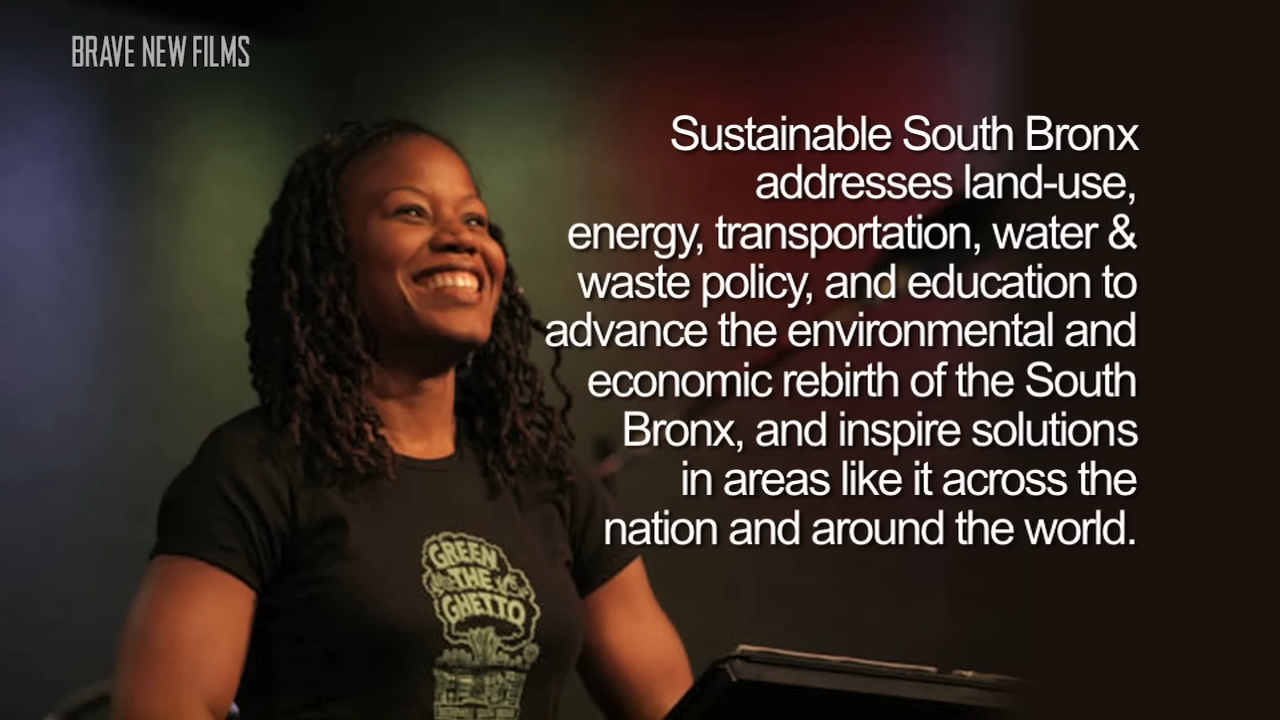 BRAVE NEW FILMS
Sustainable South Bronx
addresses land-use,
energy, transportation, water &
waste policy, and education to
advance the environmental and
economic rebirth of the South
Bronx, and inspire solutions
in areas like it across the
nation and around the world.
GREEN
THE
GHETTO